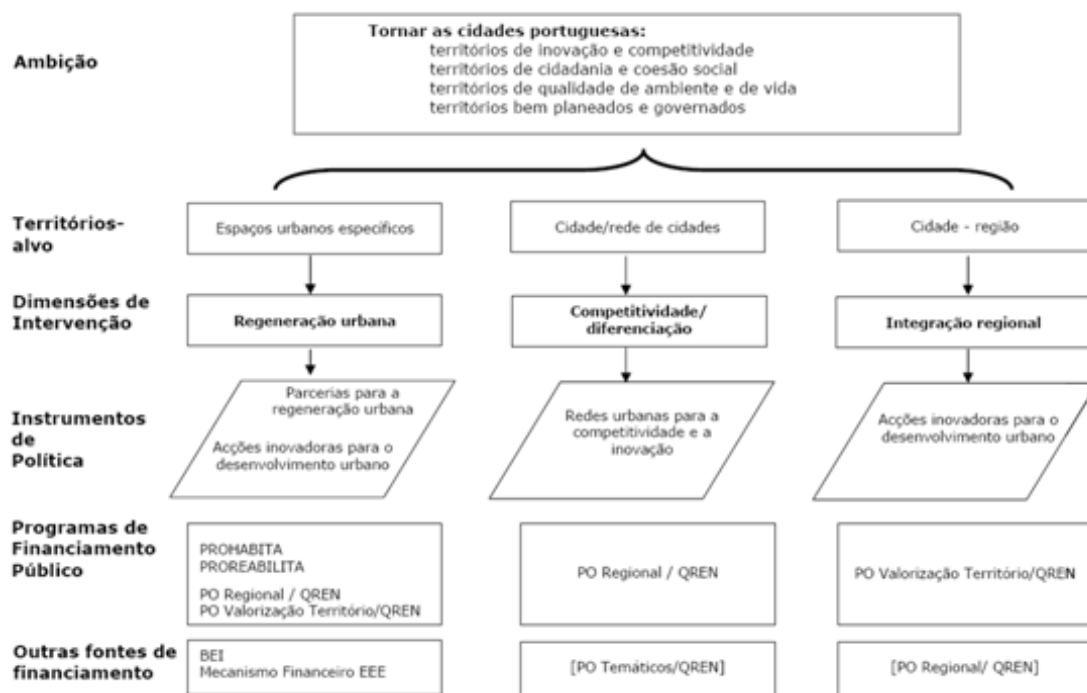 Ambição
Tornar as cidades portuguesas:
territórios de inovação e competitividade
territórios de cidadania e coesão social
territórios de qualidade de ambiente e de vida
territórios bem planeados e governados
Territórios-
alvo
Espaços urbanos específicos
Cidade/rede de cidades
Cidade - região
Dimensões de
Intervenção
Regeneração urbana
Competitividade/
diferenciação
Integração regional
Instrumentos
de
Política
Parcerias para a
regeneração urbana
Acções inovadoras para o
desenvolvimento urbano
Redes urbanas para a
competitividade e a
inovação
Acções inovadoras para o
desenvolvimento urbano
Programas de
Financiamento
Público
PROHABITA
PROREABILITA
PO Regional / QREN
PO Valorização Território/QREN
PO Regional / QREN
PO Valorização Território/QREN
Outras fontes de
financiamento
BEI
Mecanismo Financeiro EEE
[PO Temáticos/QREN]
[PO Regional/ QREN]